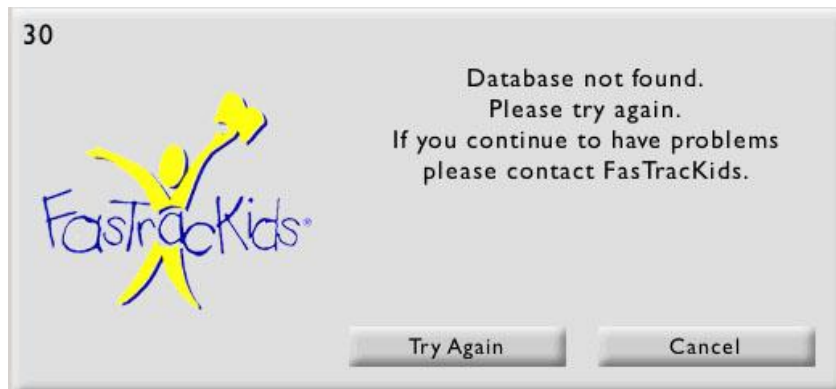 30
Database not found.
Please try again.
If you continue to have problems
please contact FasTracKids.
FasTracKids®
Try Again
Cancel